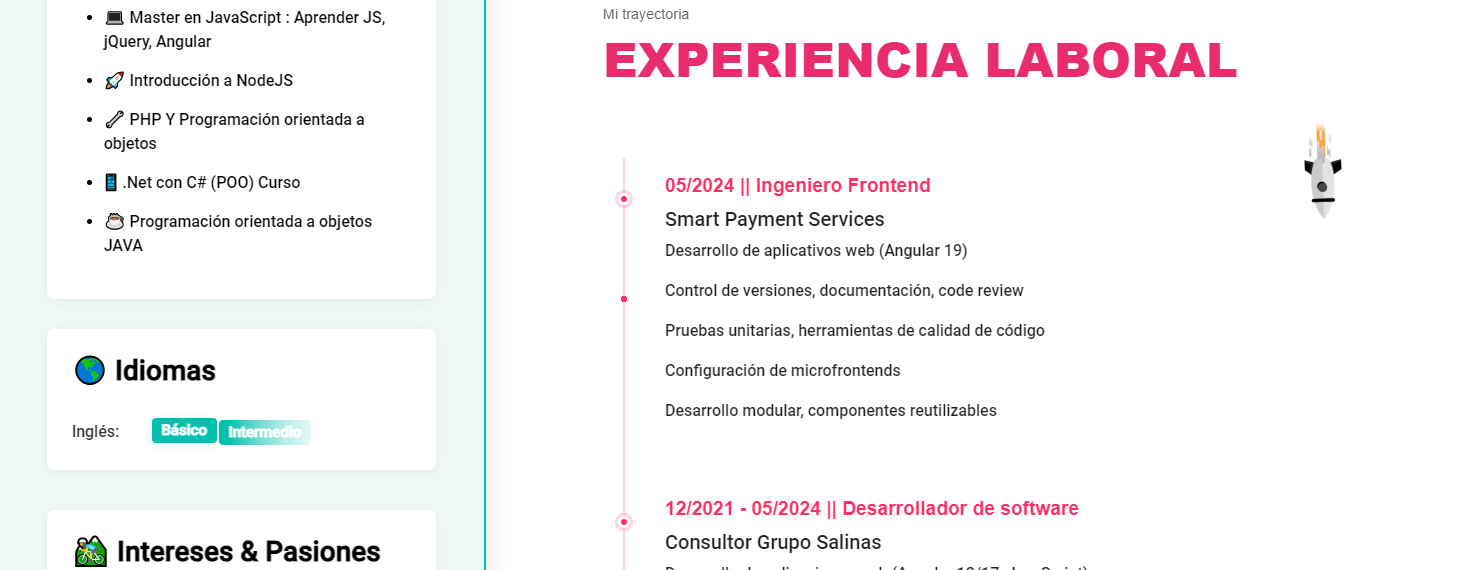 Master en JavaScript : Aprender JS,
jQuery, Angular
Introducción a NodeJS
PHP Y Programación orientada a
objetos
.Net con C# (POO) Curso
Programación orientada a objetos
JAVA
Idiomas
Inglés: Básico Intermedio
Intereses & Pasiones
Mi trayectoria
EXPERIENCIA LABORAL
05/2024 || Ingeniero Frontend
Smart Payment Services
Desarrollo de aplicativos web (Angular 19)
Control de versiones, documentación, code review
Pruebas unitarias, herramientas de calidad de código
Configuración de microfrontends
Desarrollo modular, componentes reutilizables
12/2021 - 05/2024 || Desarrollador de software
Consultor Grupo Salinas